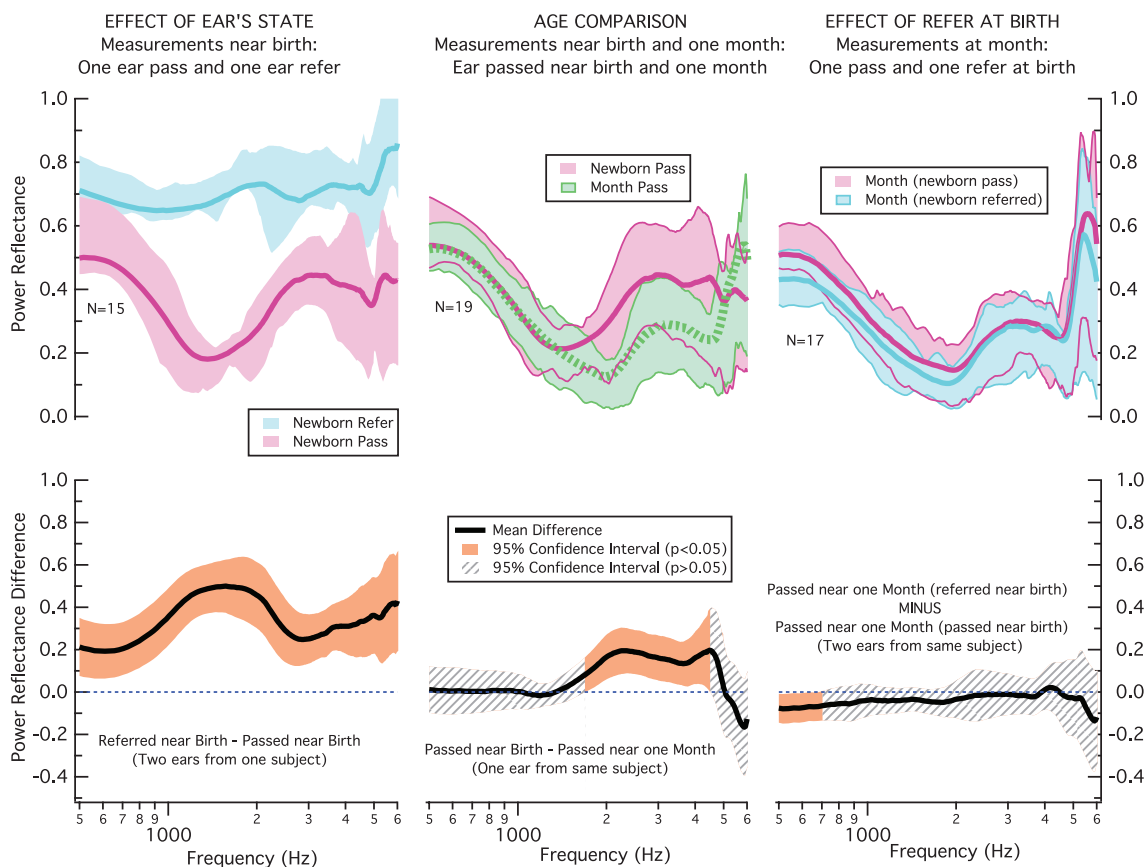 EFFECT OF EAR'S STATE
Measurements near birth:
One ear pass and one ear refer
AGE COMPARISON
Measurements near birth and one month:
Ear passed near birth and one month
EFFECT OF REFER AT BIRTH
Measurements at month:
One pass and one refer at birth
Power Reflectance
1.0
0.8
0.6
0.4
0.2
0.0
N=15
Newborn Refer
Newborn Pass
Newborn Pass
Month Pass
N=19
Month (newborn pass)
Month (newborn referred)
N=17
1.0
0.8
0.6
0.4
0.2
0.0
Power Reflectance Difference
1.0
0.8
0.6
0.4
0.2
0.0
-0.2
-0.4
Referred near Birth - Passed near Birth
(Two ears from one subject)
Mean Difference
95% Confidence Interval (p<0.05)
95% Confidence Interval (p>0.05)
Passed near Birth - Passed near one Month
(One ear from same subject)
Passed near one Month (referred near birth)
MINUS
Passed near one Month (passed near birth)
(Two ears from same subject)
1.0
0.8
0.6
0.4
0.2
0.0
-0.2
-0.4
5 6 7 8 9 2 3 4 5 6
1000
Frequency (Hz)
5 6 7 8 9 2 3 4 5 6
1000
Frequency (Hz)
5 6 7 8 9 2 3 4 5 6
1000
Frequency (Hz)